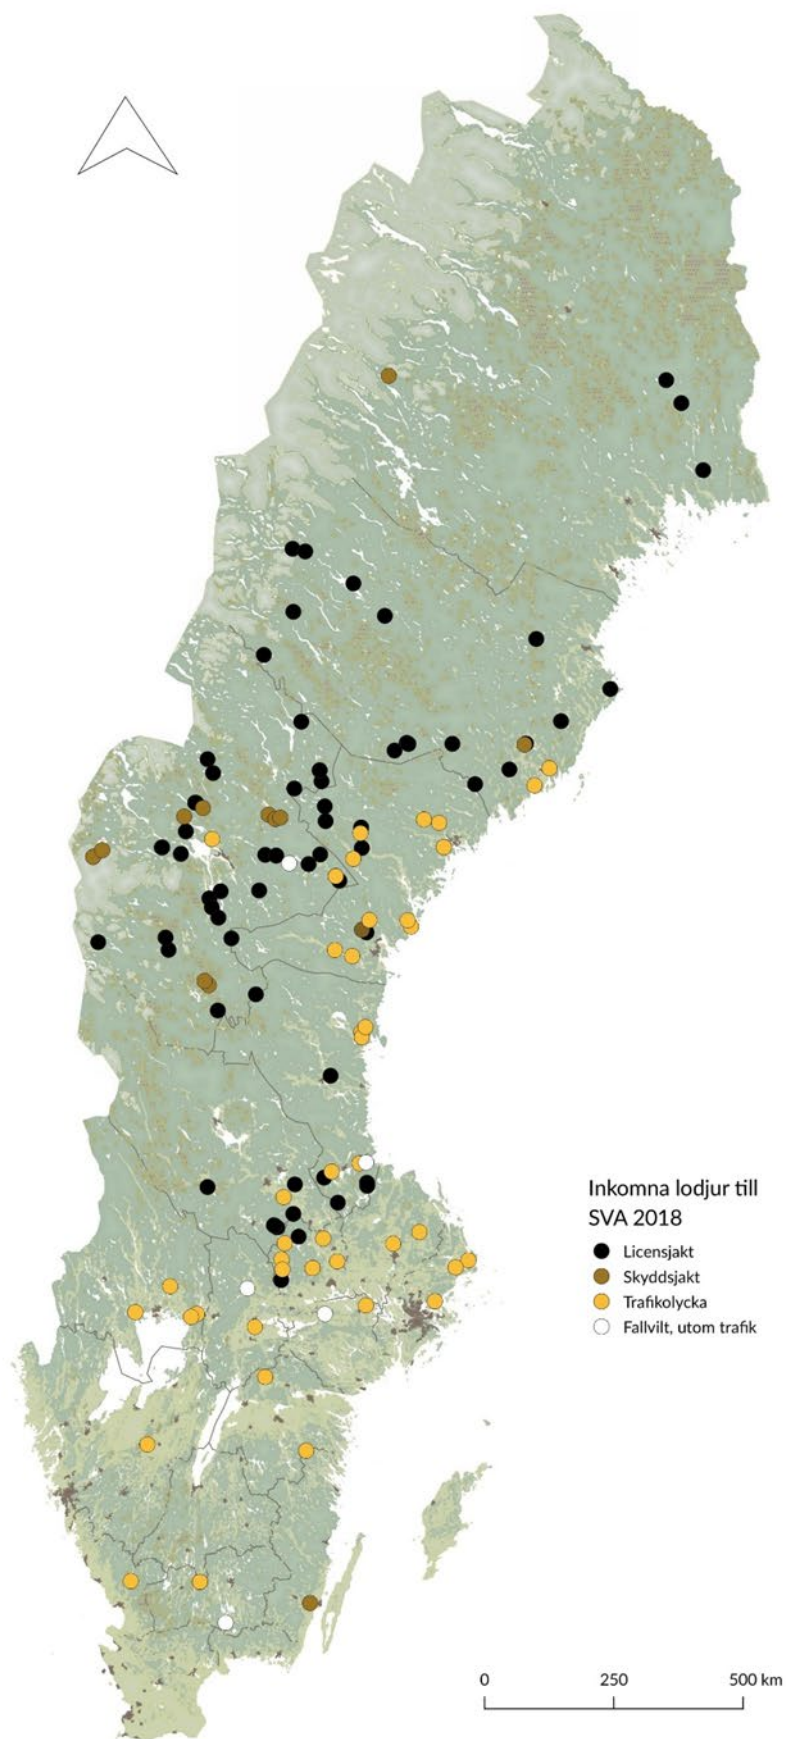 Inkomna lodjur till
SVA 2018
Licensjakt
Skyddsjakt
Trafikolycka
Fallvilt, utom trafik
0 250 500 km